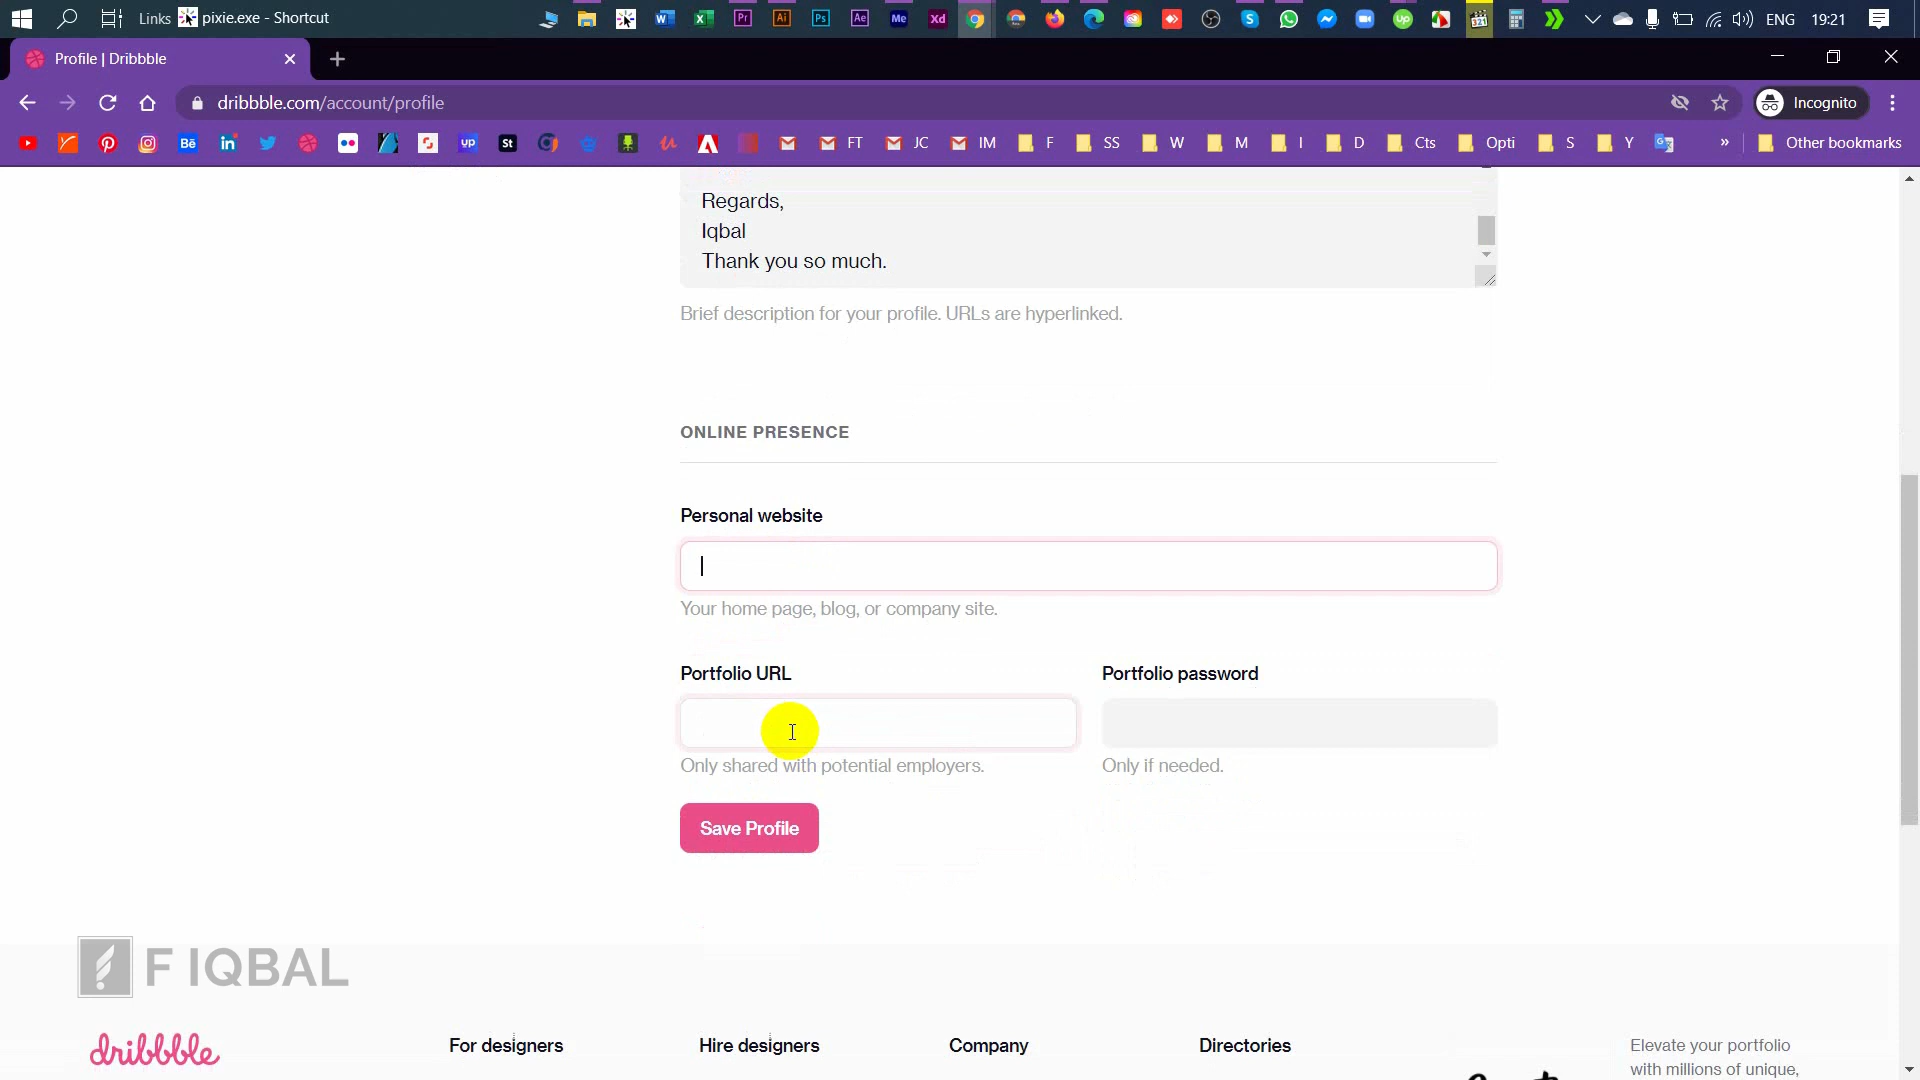 Links pixie.exe - Shortcut
ENG 19:21
Profile | Dribbble
dribbble.com/account/profile
Incognito
FT JC IM F SS W M I D Cts Opti S Y » Other bookmarks
Regards,
Iqbal
Thank you so much.
Brief description for your profile. URLs are hyperlinked.
ONLINE PRESENCE
Personal website
Your home page, blog, or company site.
Portfolio URL
Portfolio password
Only shared with potential employers.
Only if needed.
Save Profile
F IQBAL
dribbble
For designers
Hire designers
Company
Directories
Elevate your portfolio
with millions of unique,